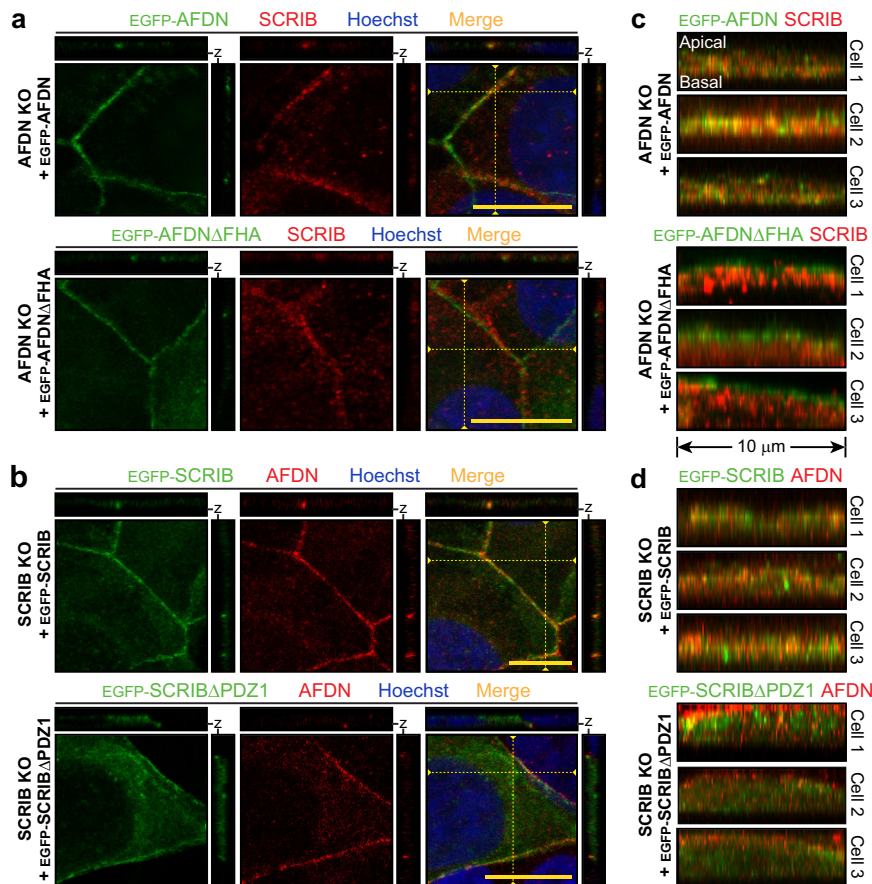 a
EGFP-AFDN SCRIB Hoechst Merge
z z z
AFDN KO
+ EGFP-AFDN
EGFP-AFDNΔFHA SCRIB Hoechst Merge
z z z
AFDN KO
+ EGFP-AFDNΔFHA
b
EGFP-SCRIB AFDN Hoechst Merge
z z z
SCRIB KO
+ EGFP-SCRIB
EGFP-SCRIBΔPDZ1 AFDN Hoechst Merge
z z z
SCRIB KO
+ EGFP-SCRIBΔPDZ1
c
EGFP-AFDN SCRIB
AFDN KO
+ EGFP-AFDN
Apical
Basal
Cell 1
Cell 2
Cell 3
EGFP-AFDNΔFHA SCRIB
AFDN KO
+ EGFP-AFDNΔFHA
Cell 1
Cell 2
Cell 3
10 μm
d
EGFP-SCRIB AFDN
SCRIB KO
+ EGFP-SCRIB
Cell 1
Cell 2
Cell 3
EGFP-SCRIBΔPDZ1 AFDN
SCRIB KO
+ EGFP-SCRIBΔPDZ1
Cell 1
Cell 2
Cell 3